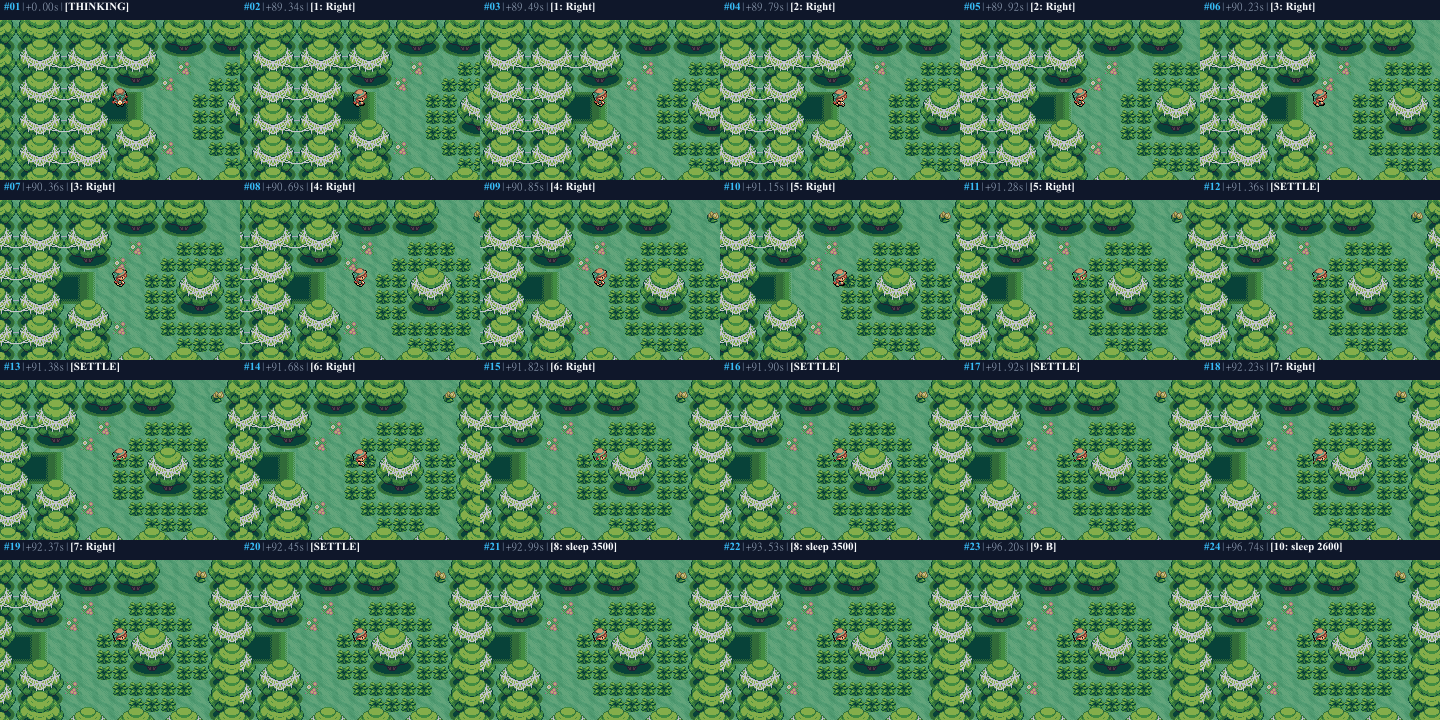 #01 | +0.00s | [THINKING]
#02 | +89.34s | [1: Right]
#03 | +89.49s | [1: Right]
#04 | +89.79s | [2: Right]
#05 | +89.92s | [2: Right]
#06 | +90.23s | [3: Right]
#07 | +90.36s | [3: Right]
#08 | +90.69s | [4: Right]
#09 | +90.85s | [4: Right]
#10 | +91.15s | [5: Right]
#11 | +91.28s | [5: Right]
#12 | +91.36s | [SETTLE]
#13 | +91.38s | [SETTLE]
#14 | +91.68s | [6: Right]
#15 | +91.82s | [6: Right]
#16 | +91.90s | [SETTLE]
#17 | +91.92s | [SETTLE]
#18 | +92.23s | [7: Right]
#19 | +92.37s | [7: Right]
#20 | +92.45s | [SETTLE]
#21 | +92.99s | [8: sleep 3500]
#22 | +93.53s | [8: sleep 3500]
#23 | +96.20s | [9: B]
#24 | +96.74s | [10: sleep 2600]